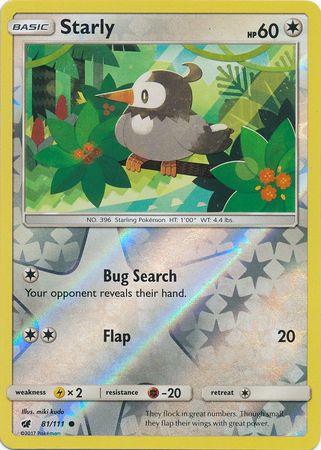 BASIC Starly HP60
NO. 396 Starling Pokémon HT: 1'00" WT: 4.4 lbs.
Bug Search
Your opponent reveals their hand.
Flap 20
weakness ×2 resistance -20 retreat
Illus. miki kudo
81/111
©2017 Pokémon
They flock in great numbers. Though small,
they flap their wings with great power.